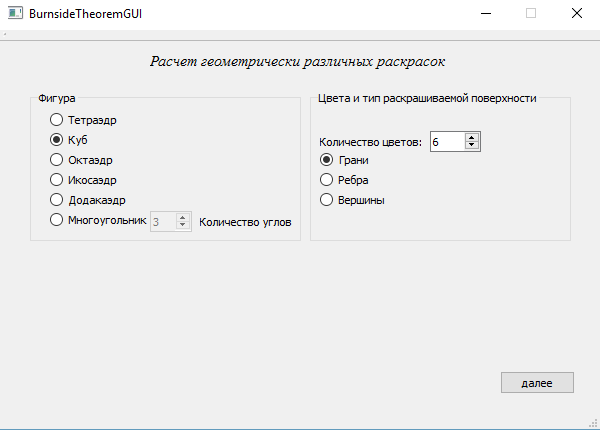 BurnsideTheoremGUI
Расчет геометрически различных раскрасок
Фигура
Тетраэдр
Куб
Октаэдр
Икосаэдр
Додакаэдр
Многоугольник 3 Количество углов
Цвета и тип раскрашиваемой поверхности
Количество цветов: 6
Грани
Ребра
Вершины
далее